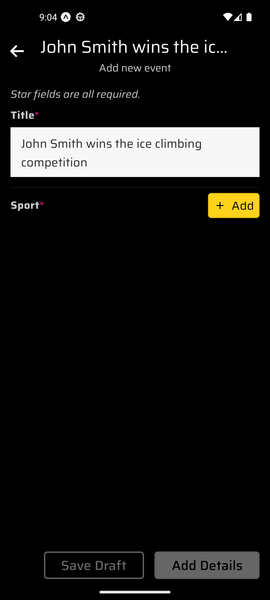 9:04
John Smith wins the ic...
Add new event
Star fields are all required.
Title*
John Smith wins the ice climbing
competition
Sport*
+ Add
Save Draft
Add Details